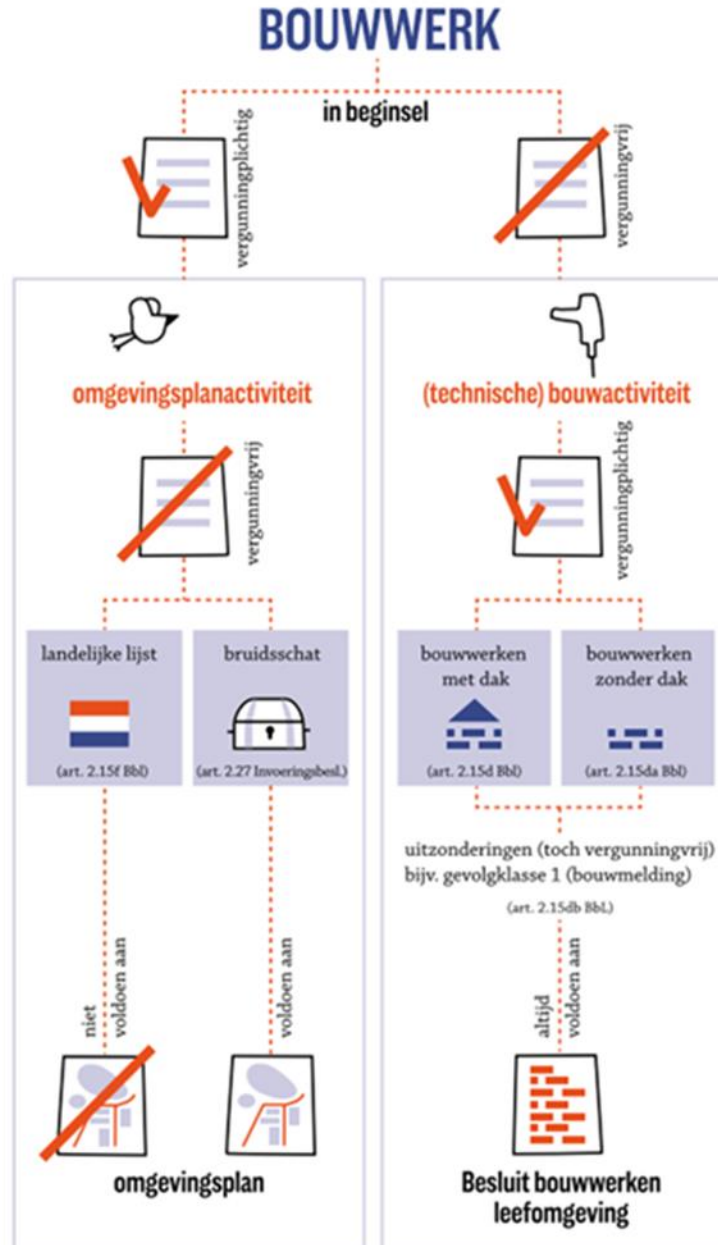 BOUWWERK
in beginsel
vergunningplichtig
vergunningvrij
omgevingsplanactiviteit
vergunningvrij
landelijke lijst
(art. 2.15f Bbl)
bruidsschat
(art. 2.27 Invoeringsbesl.)
niet
voldoen aan
voldoen aan
omgevingsplan
(technische) bouwactiviteit
vergunningplichtig
bouwwerken
met dak
(art. 2.15d Bbl)
bouwwerken
zonder dak
(art. 2.15da Bbl)
uitzonderingen (toch vergunningvrij)
bijv. gevolgklasse 1 (bouwmelding)
(art. 2.15db BbL)
altijd
voldoen aan
Besluit bouwwerken
leefomgeving